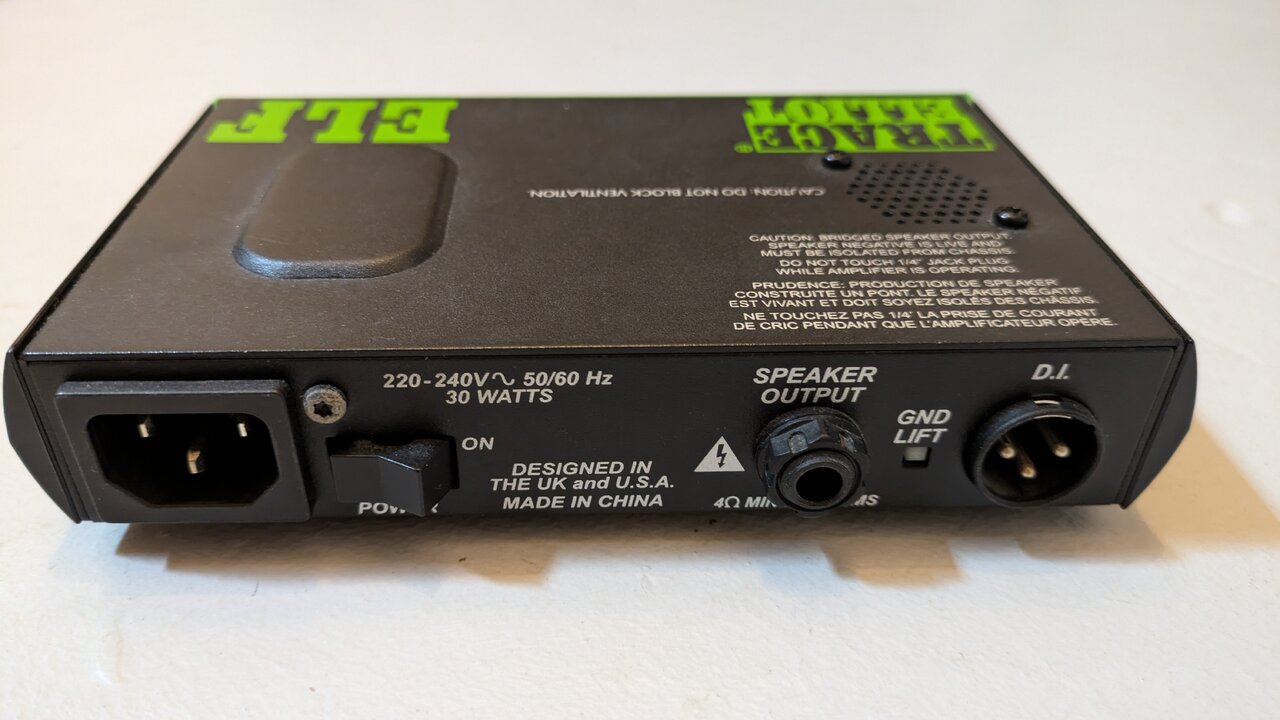 ELF
TRACE
ELLIOT
®
CAUTION: DO NOT BLOCK VENTILATION.
CAUTION: BRIDGED SPEAKER OUTPUT.
SPEAKER NEGATIVE IS LIVE AND
MUST BE ISOLATED FROM CHASSIS.
DO NOT TOUCH 1/4" JACK PLUG
WHILE AMPLIFIER IS OPERATING.
PRUDENCE: PRODUCTION DE SPEAKER
CONSTRUITE UN PONT. LE SPEAKER NÉGATIF
EST VIVANT ET DOIT SOYEZ ISOLÉS DES CHÂSSIS.
NE TOUCHEZ PAS 1/4' LA PRISE DE COURANT
DE CRIC PENDANT QUE L'AMPLIFICATEUR OPÈRE.
220-240V∿ 50/60 Hz
30 WATTS
ON
DESIGNED IN
THE UK and U.S.A.
MADE IN CHINA
SPEAKER
OUTPUT
4Ω
GND
LIFT
D.I.